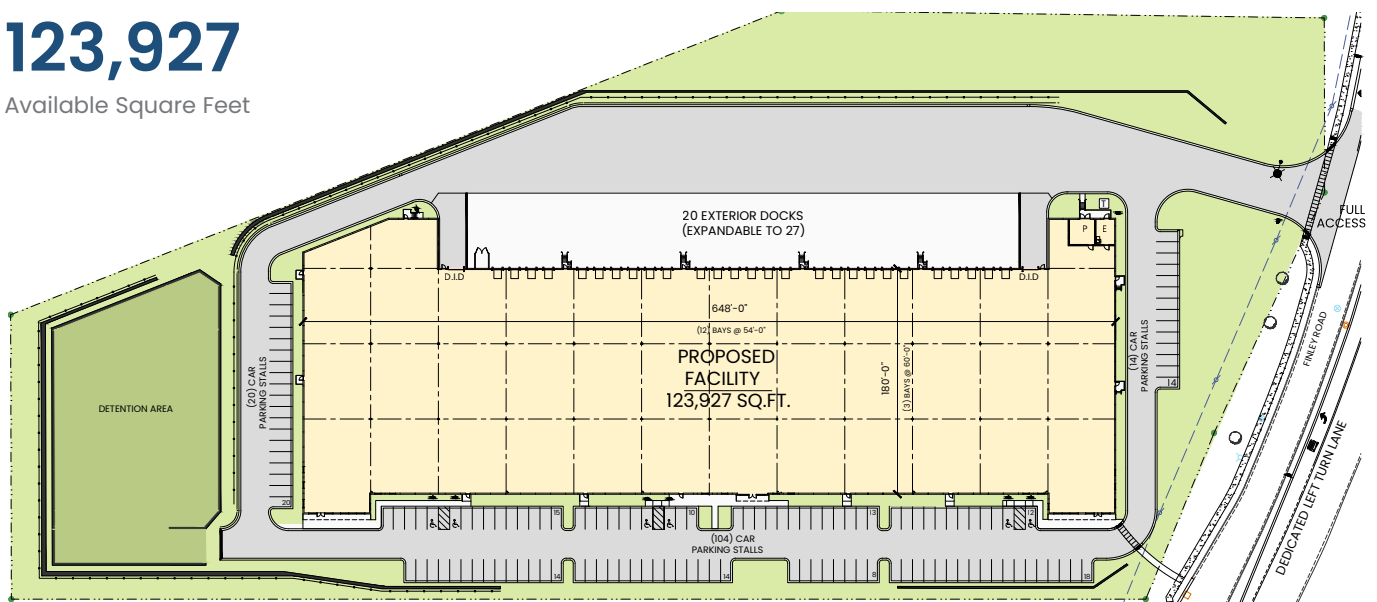 123,927
Available Square Feet
20 EXTERIOR DOCKS
(EXPANDABLE TO 27)
T
P
E
FULL
ACCESS
D.I.D
D.I.D
648'-0"
(12) BAYS @ 54'-0"
PROPOSED
FACILITY
123,927 SQ.FT.
180'-0"
(3) BAYS @ 60'-0"
(20) CAR
PARKING STALLS
20
DETENTION AREA
(14) CAR
PARKING STALLS
14
FINLEY ROAD
DEDICATED LEFT TURN LANE
15
10
13
12
(104) CAR
PARKING STALLS
14
14
8
18